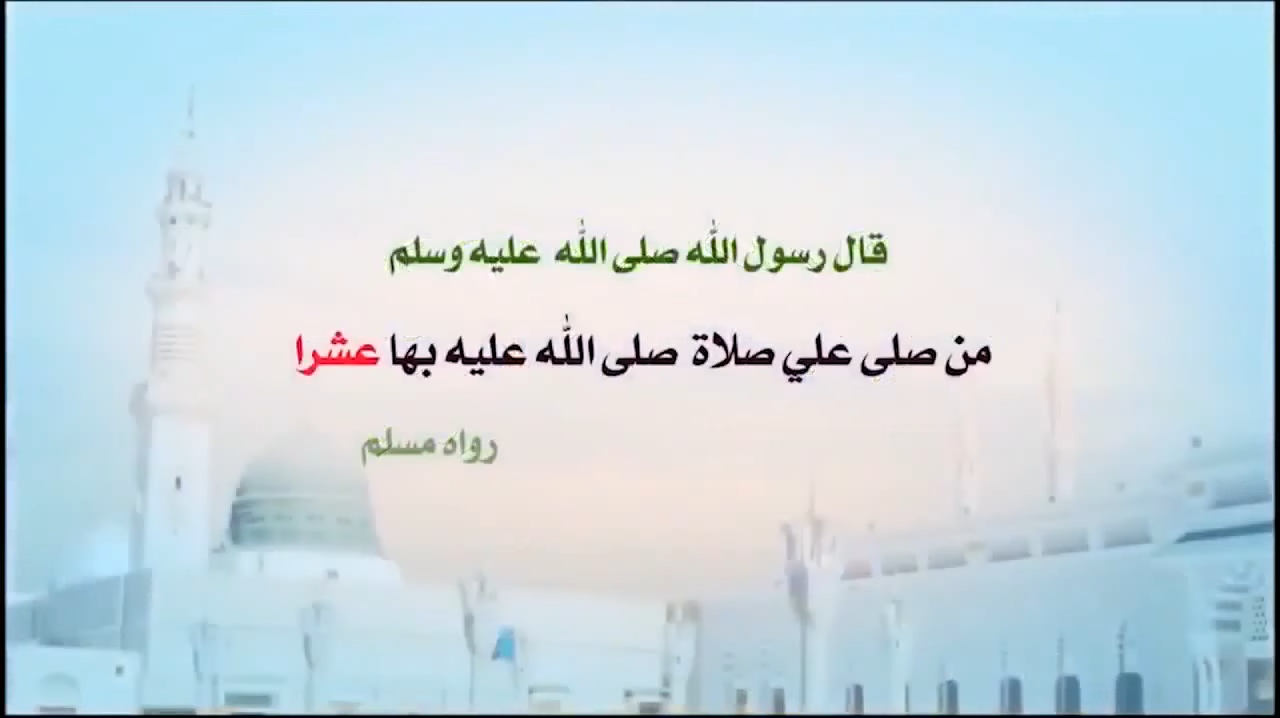 قال رسول الله صلى الله عليه وسلم
من صلى علي صلاة صلى الله عليه بها عشرا
رواه مسلم